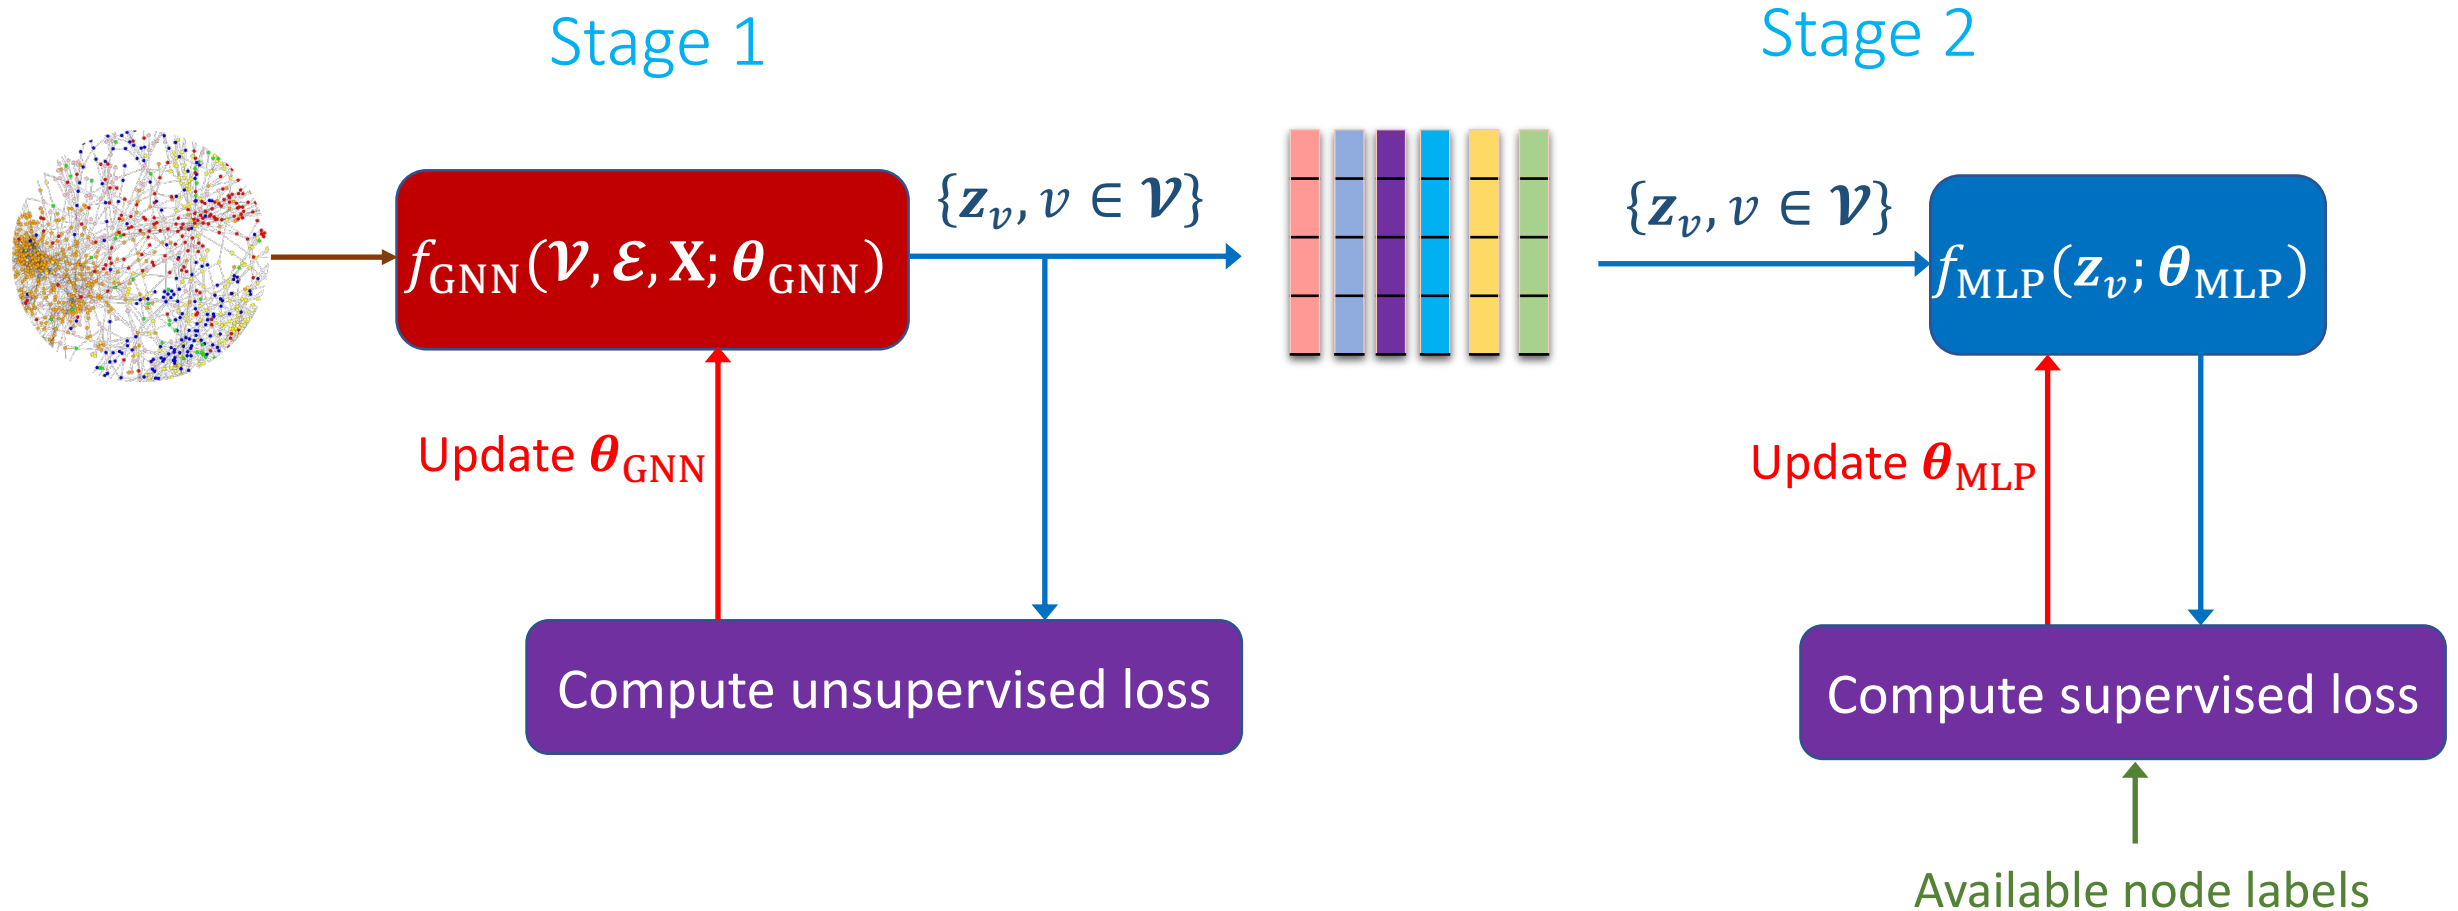 Stage 1
Stage 2
f_GNN(𝓥, 𝓔, X; θ_GNN)
{z_v, v ∈ 𝓥}
{z_v, v ∈ 𝓥}
f_MLP(z_v; θ_MLP)
Update θ_GNN
Update θ_MLP
Compute unsupervised loss
Compute supervised loss
Available node labels